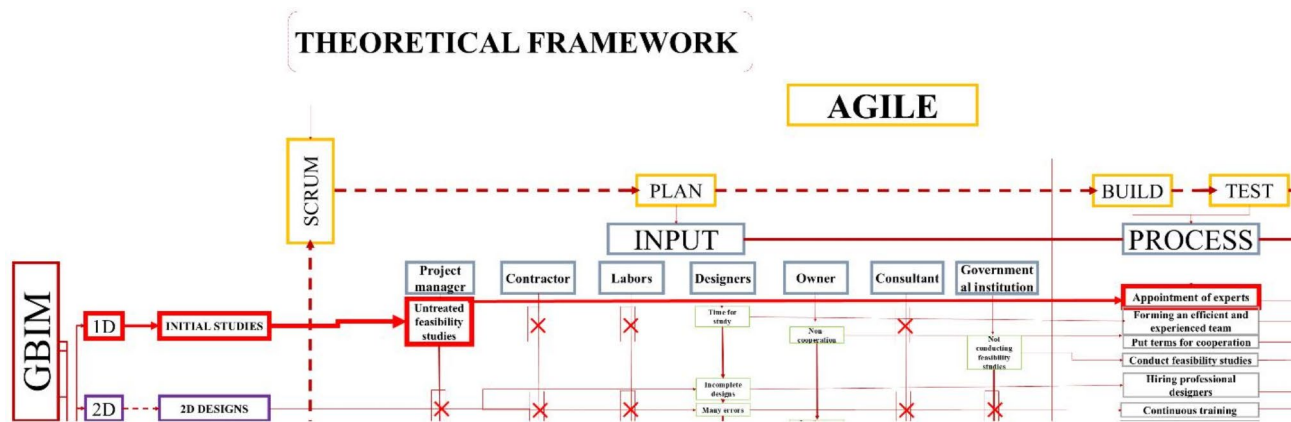 THEORETICAL FRAMEWORK
AGILE
SCRUM
PLAN
BUILD
TEST
INPUT
PROCESS
GBIM
Project
manager
Contractor
Labors
Designers
Owner
Consultant
Government
al institution
1D
INITIAL STUDIES
Untreated
feasibility
studies
Time for
study
Non
cooperation
Not
conducting
feasibility
studies
Appointment of experts
Forming an efficient and
experienced team
Put terms for cooperation
Conduct feasibility studies
2D
2D DESIGNS
Incomplete
designs
Many errors
Hiring professional
designers
Continuous training